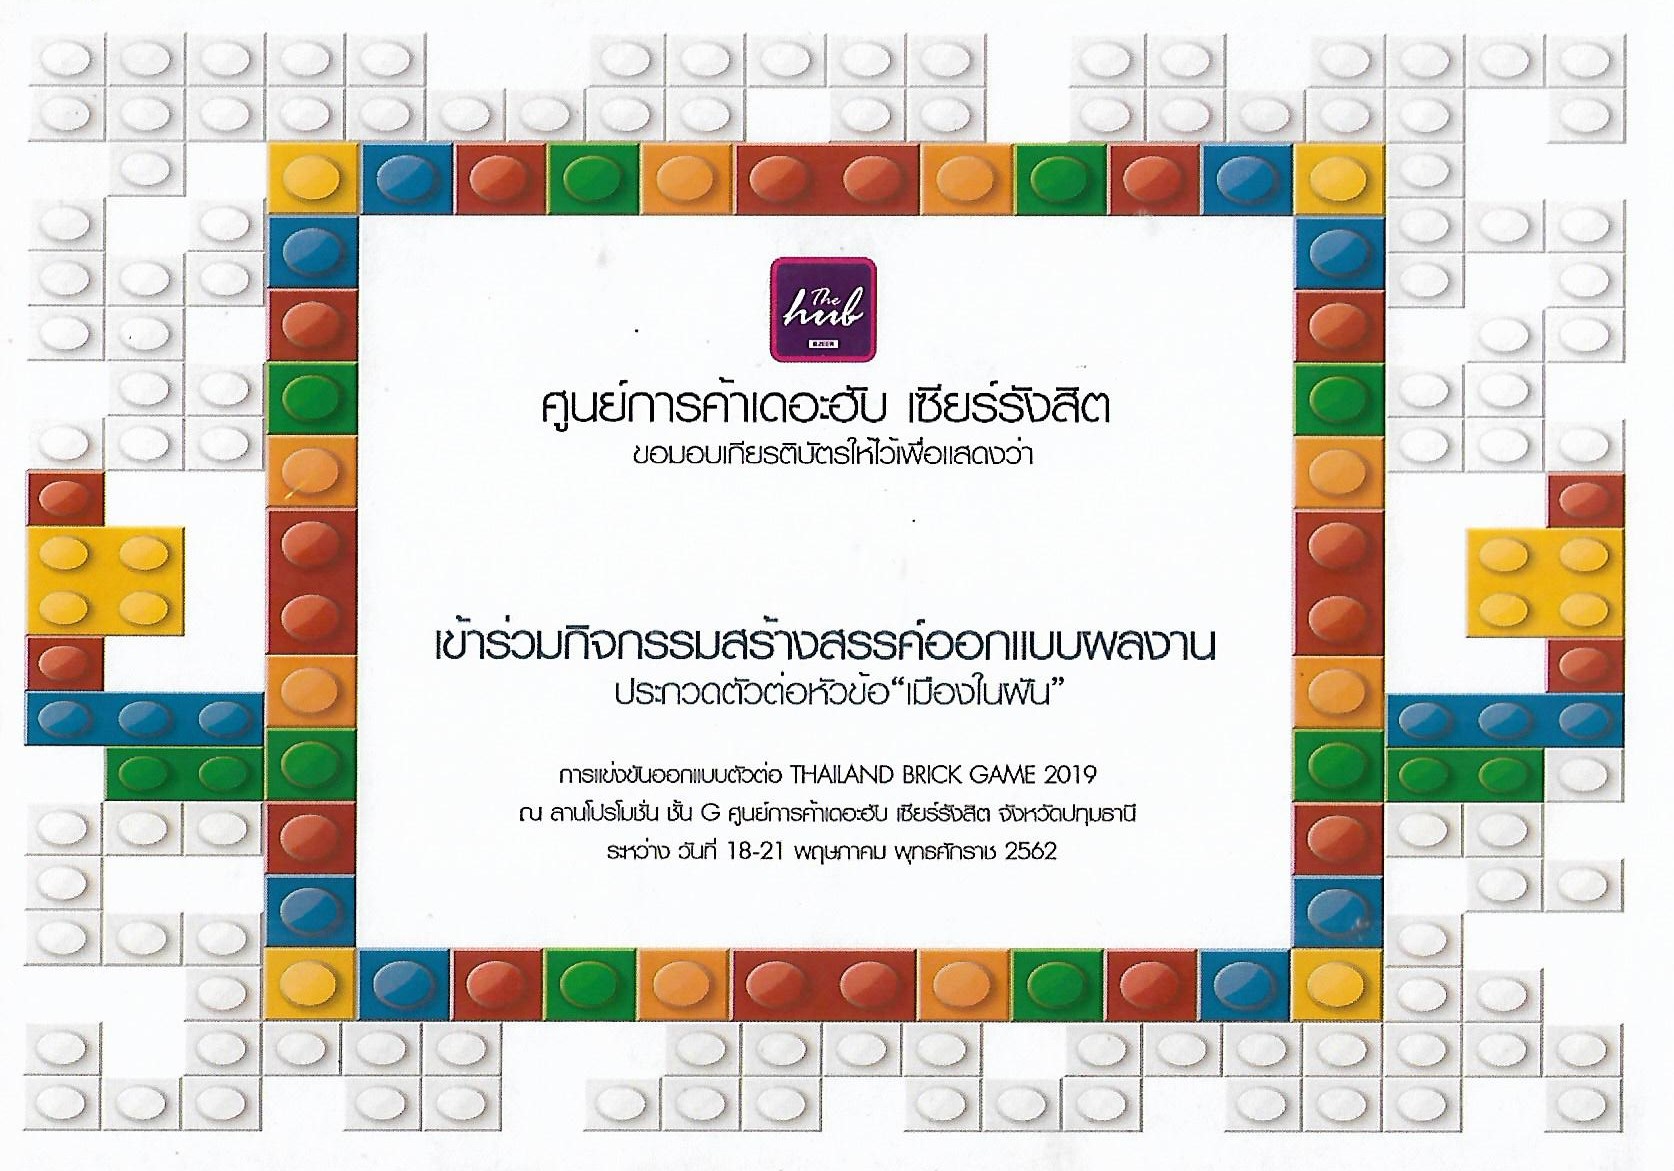 The
hub
@ZEER
ศูนย์การค้าเดอะฮับ เซียร์รังสิต
ขอมอบเกียรติบัตรให้ไว้เพื่อแสดงว่า
เข้าร่วมกิจกรรมสร้างสรรค์ออกแบบผลงาน
ประกวดตัวต่อหัวข้อ“เมืองในฝัน”
การแข่งขันออกแบบตัวต่อ THAILAND BRICK GAME 2019
ณ ลานโปรโมชั่น ชั้น G ศูนย์การค้าเดอะฮับ เซียร์รังสิต จังหวัดปทุมธานี
ระหว่าง วันที่ 18-21 พฤษภาคม พุทธศักราช 2562